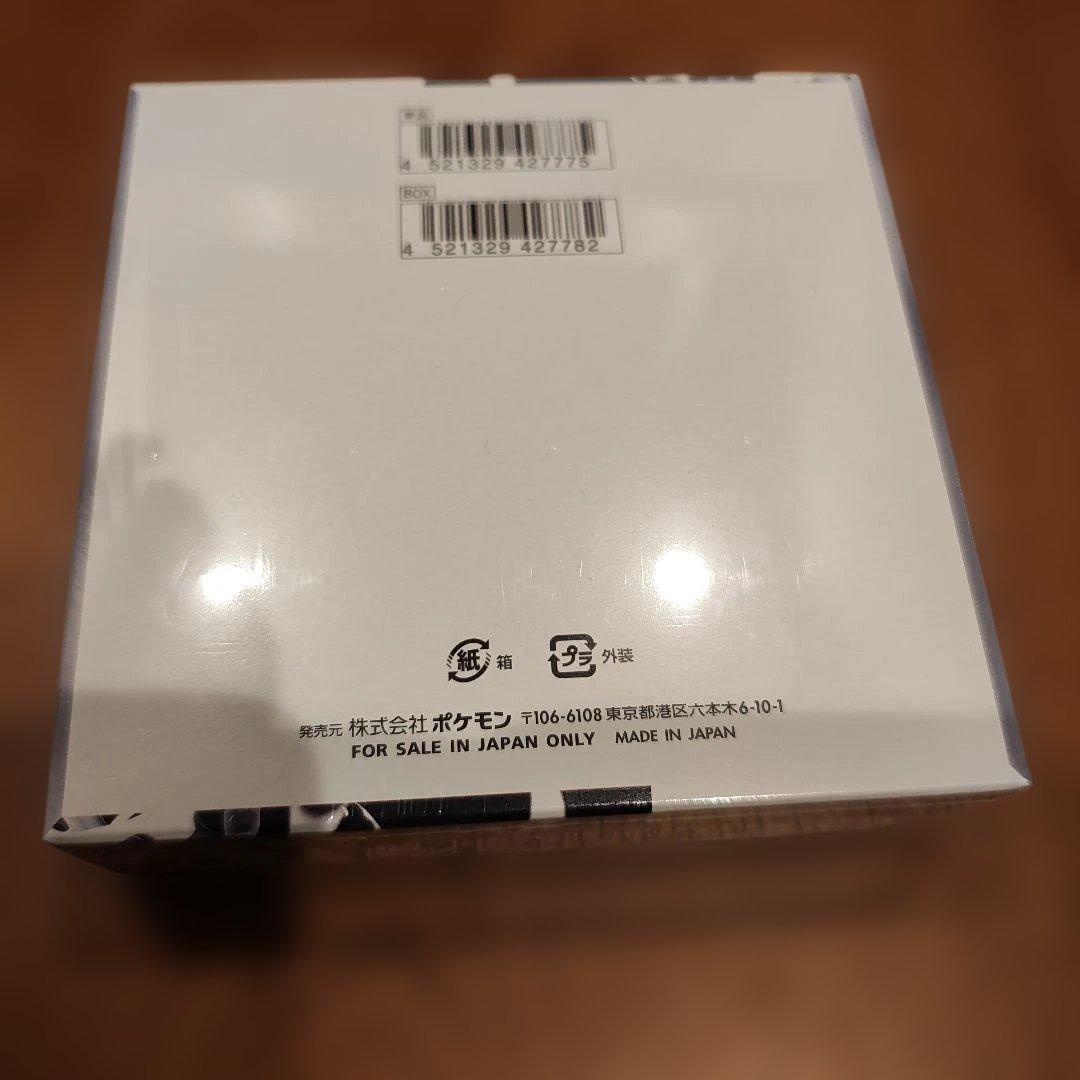 単品
4 521329 427775
BOX
4 521329 427782
紙 箱 プラ 外装
発売元 株式会社 ポケモン 〒106-6108 東京都港区六本木6-10-1
FOR SALE IN JAPAN ONLY MADE IN JAPAN